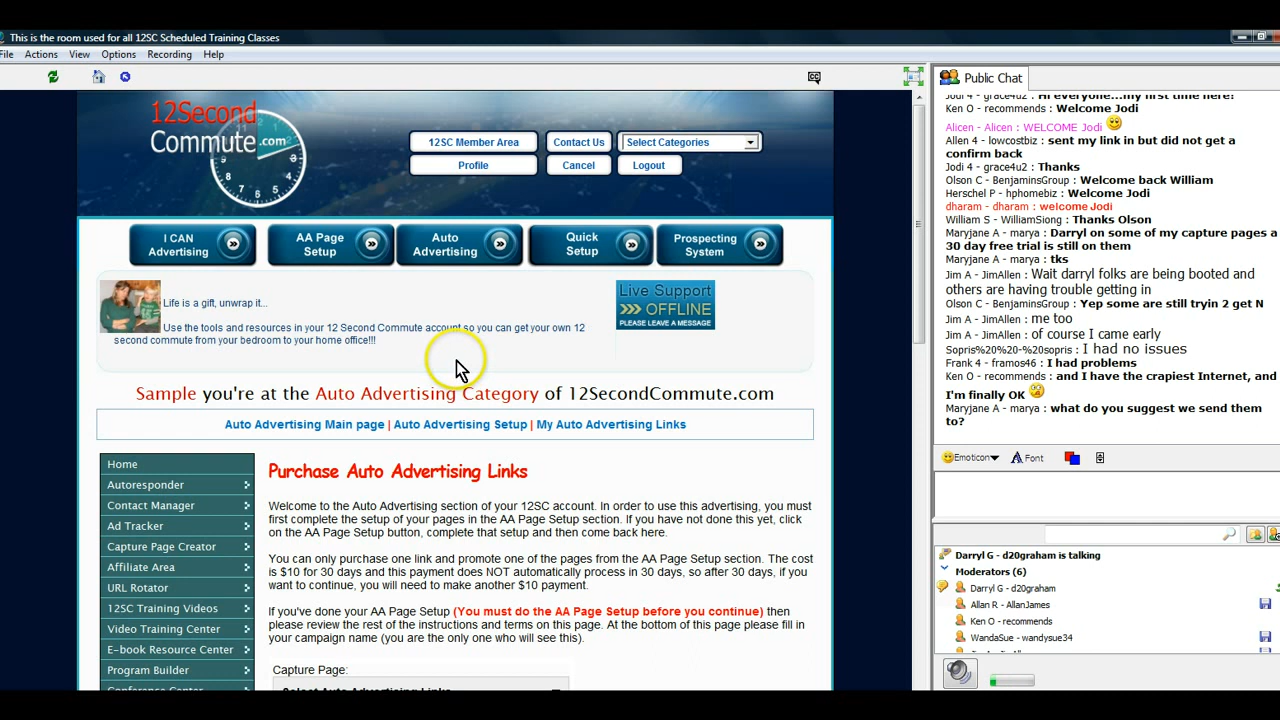 This is the room used for all 12SC Scheduled Training Classes
File Actions View Options Recording Help
12Second
Commute.com
12SC Member Area
Contact Us
Select Categories
Profile
Cancel
Logout
I CAN
Advertising
AA Page
Setup
Auto
Advertising
Quick
Setup
Prospecting
System
Life is a gift, unwrap it...
Use the tools and resources in your 12 Second Commute account so you can get your own 12
second commute from your bedroom to your home office!!!
Live Support
>>> OFFLINE
PLEASE LEAVE A MESSAGE
Sample you're at the Auto Advertising Category of 12SecondCommute.com
Auto Advertising Main page | Auto Advertising Setup | My Auto Advertising Links
Home
Autoresponder
Contact Manager
Ad Tracker
Capture Page Creator
Affiliate Area
URL Rotator
12SC Training Videos
Video Training Center
E-book Resource Center
Program Builder
Conference Center
Purchase Auto Advertising Links
Welcome to the Auto Advertising section of your 12SC account. In order to use this advertising, you must
first complete the setup of your pages in the AA Page Setup section. If you have not done this yet, click
on the AA Page Setup button, complete that setup and then come back here.
You can only purchase one link and promote one of the pages from the AA Page Setup section. The cost
is $10 for 30 days and this payment does NOT automatically process in 30 days, so after 30 days, if you
want to continue, you will need to make another $10 payment.
If you've done your AA Page Setup (You must do the AA Page Setup before you continue) then
please review the rest of the instructions and terms on this page. At the bottom of this page please fill in
your campaign name (you are the only one who will see this).
Capture Page:
Select Auto Advertising Links
Public Chat
Jodi 4 - grace4u2 : Hi everyone...my first time here!
Ken O - recommends : Welcome Jodi
Alicen - Alicen : WELCOME Jodi
Allen 4 - lowcostbiz : sent my link in but did not get a
confirm back
Jodi 4 - grace4u2 : Thanks
Olson C - BenjaminsGroup : Welcome back William
Herschel P - hphomebiz : Welcome Jodi
dharam - dharam : welcome Jodi
William S - WilliamSiong : Thanks Olson
Maryjane A - marya : Darryl on some of my capture pages a
30 day free trial is still on them
Maryjane A - marya : tks
Jim A - JimAllen : Wait darryl folks are being booted and
others are having trouble getting in
Olson C - BenjaminsGroup : Yep some are still tryin 2 get N
Jim A - JimAllen : me too
Jim A - JimAllen : of course I came early
Sopris%20%20-%20sopris : I had no issues
Frank 4 - framos46 : I had problems
Ken O - recommends : and I have the crapiest Internet, and
I'm finally OK
Maryjane A - marya : what do you suggest we send them
to?
Emoticon Font
Darryl G - d20graham is talking
Moderators (6)
Darryl G - d20graham
Allan R - AllanJames
Ken O - recommends
WandaSue - wandysue34